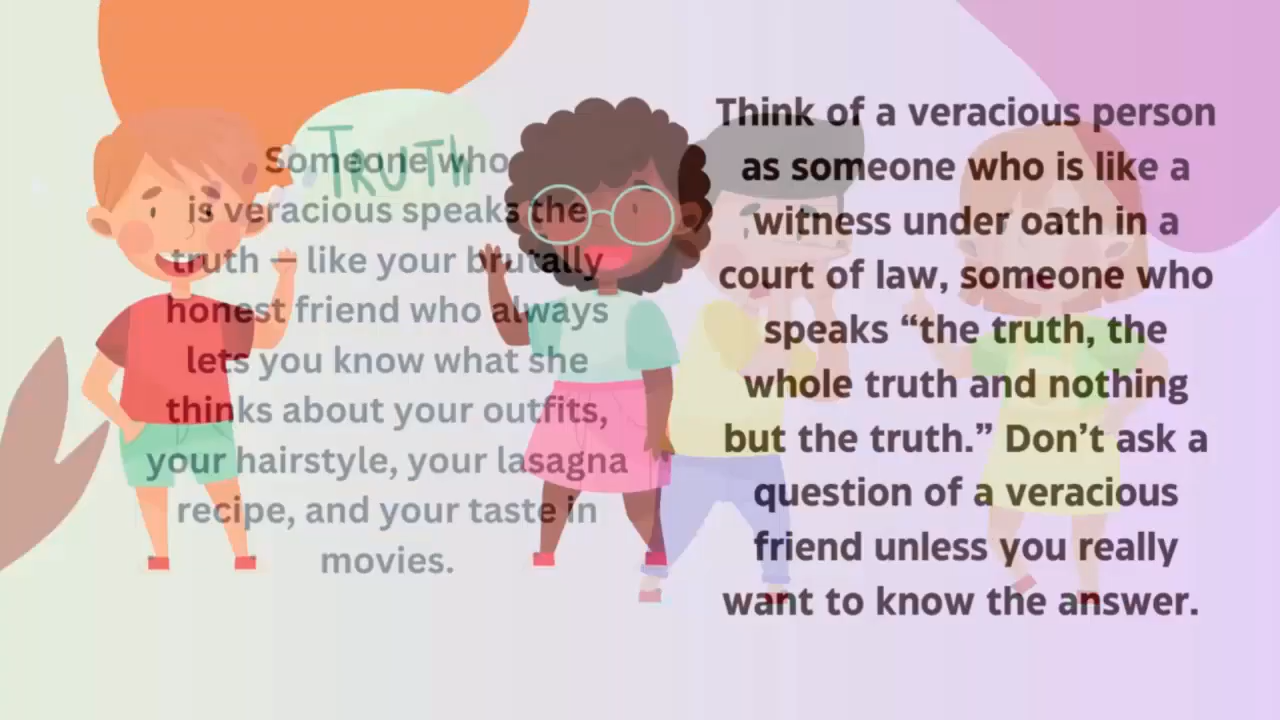 TRUTH
Someone who
is veracious speaks the
truth – like your brutally
honest friend who always
lets you know what she
thinks about your outfits,
your hairstyle, your lasagna
recipe, and your taste in
movies.
Think of a veracious person
as someone who is like a
witness under oath in a
court of law, someone who
speaks “the truth, the
whole truth and nothing
but the truth.” Don’t ask a
question of a veracious
friend unless you really
want to know the answer.